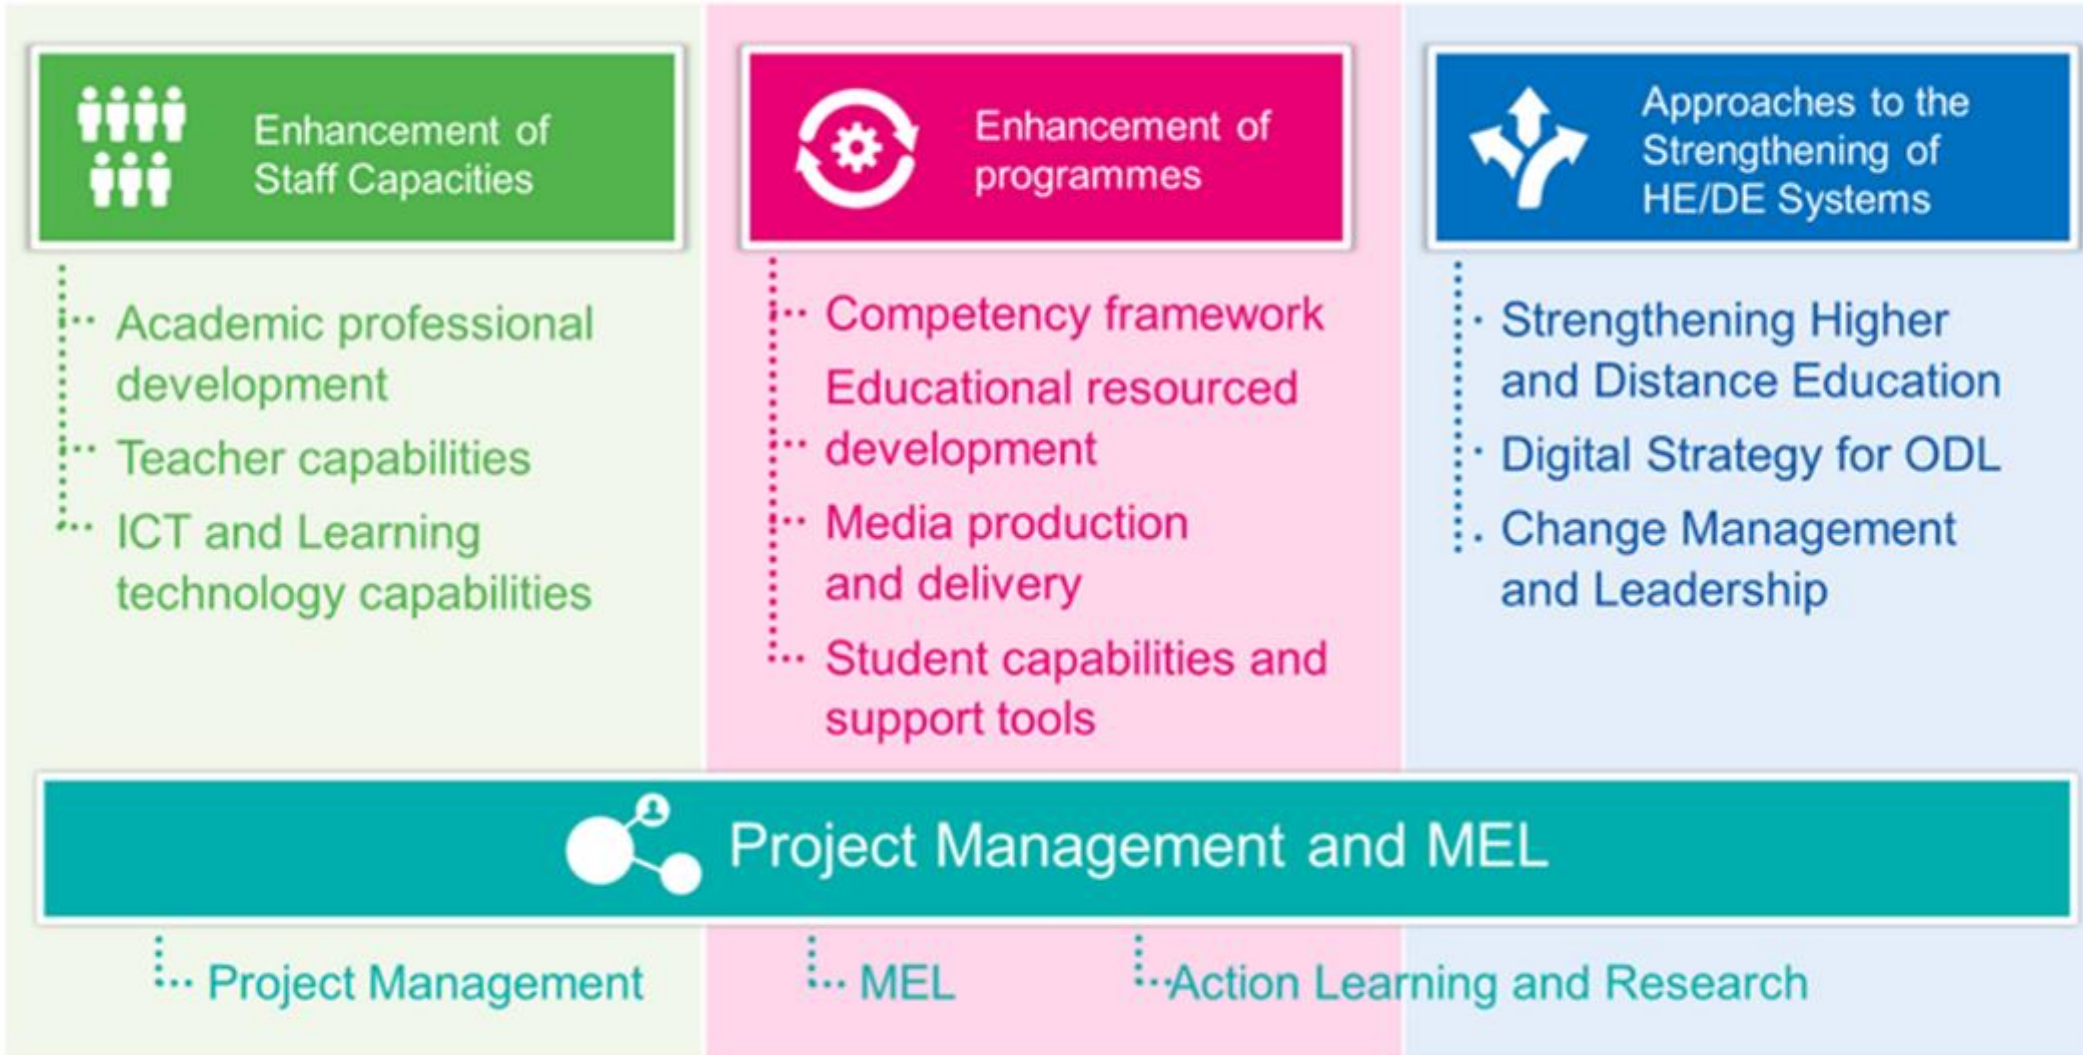 Enhancement of
Staff Capacities
Academic professional
development
Teacher capabilities
ICT and Learning
technology capabilities
Enhancement of
programmes
Competency framework
Educational resourced
development
Media production
and delivery
Student capabilities and
support tools
Approaches to the
Strengthening of
HE/DE Systems
Strengthening Higher
and Distance Education
Digital Strategy for ODL
Change Management
and Leadership
Project Management and MEL
Project Management
MEL
Action Learning and Research